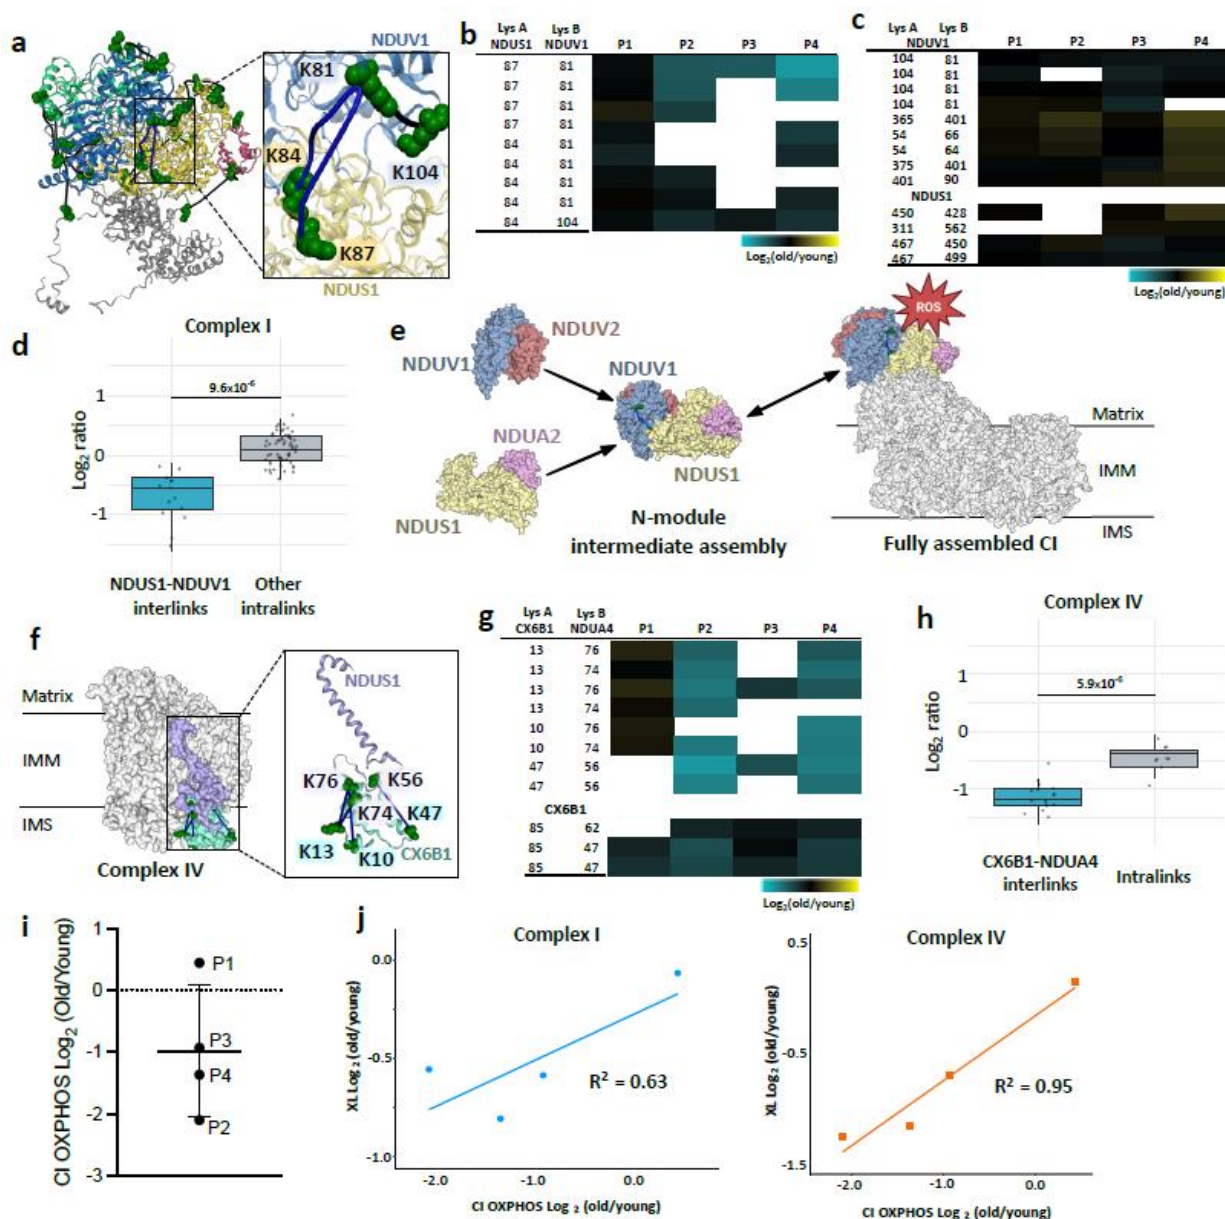 a
NDUV1
K81
K84
K104
K87
NDUS1
b
Lys A Lys B
NDUS1 NDUV1 P1 P2 P3 P4
87 81
87 81
87 81
87 81
84 81
84 81
84 81
84 104
Log2(old/young)
c
Lys A Lys B
NDUV1 P1 P2 P3 P4
104 81
104 81
104 81
104 81
365 401
54 66
54 64
375 401
401 90
NDUS1
450 428
311 562
467 450
467 499
Log2(old/young)
d
Complex I
9.6x10-6
Log2 ratio
1
0
-1
NDUS1-NDUV1
interlinks
Other
intralinks
e
NDUV2
NDUV1
NDUV1
NDUA2
NDUS1
NDUS1
N-module
intermediate assembly
ROS
Matrix
IMM
IMS
Fully assembled CI
f
Matrix
IMM
IMS
Complex IV
NDUS1
K76 K56
K74 K47
K13 K10 CX6B1
g
Lys A Lys B
CX6B1 NDUA4 P1 P2 P3 P4
13 76
13 74
13 76
13 74
10 76
10 74
47 56
47 56
CX6B1
85 62
85 47
85 47
Log2(old/young)
h
Complex IV
5.9x10-6
Log2 ratio
1
0
-1
CX6B1-NDUA4
interlinks
Intralinks
i
CI OXPHOS Log2 (Old/Young)
1
0
-1
-2
-3
P1
P3
P4
P2
j
Complex I
XL Log2 (old/young)
0.0
-0.5
-1.0
R2 = 0.63
-2.0 -1.0 0.0
CI OXPHOS Log 2 (old/young)
Complex IV
XL Log2 (old/young)
0.5
-0.5
-1.5
R2 = 0.95
-2.0 -1.0 0.0
CI OXPHOS Log 2 (old/young)